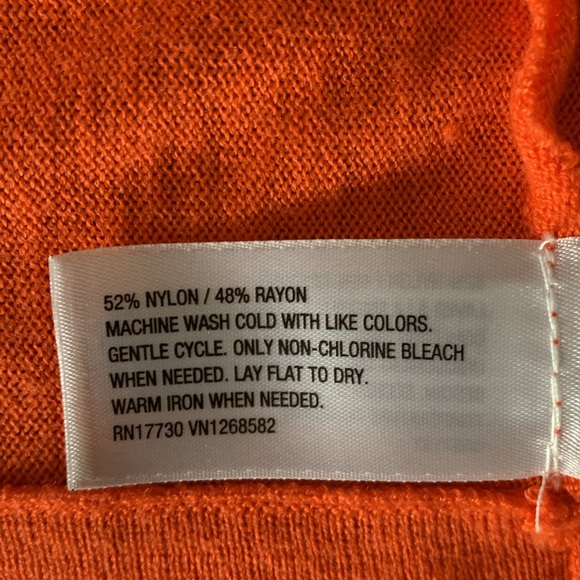 52% NYLON / 48% RAYON
MACHINE WASH COLD WITH LIKE COLORS.
GENTLE CYCLE. ONLY NON-CHLORINE BLEACH
WHEN NEEDED. LAY FLAT TO DRY.
WARM IRON WHEN NEEDED.
RN17730 VN1268582